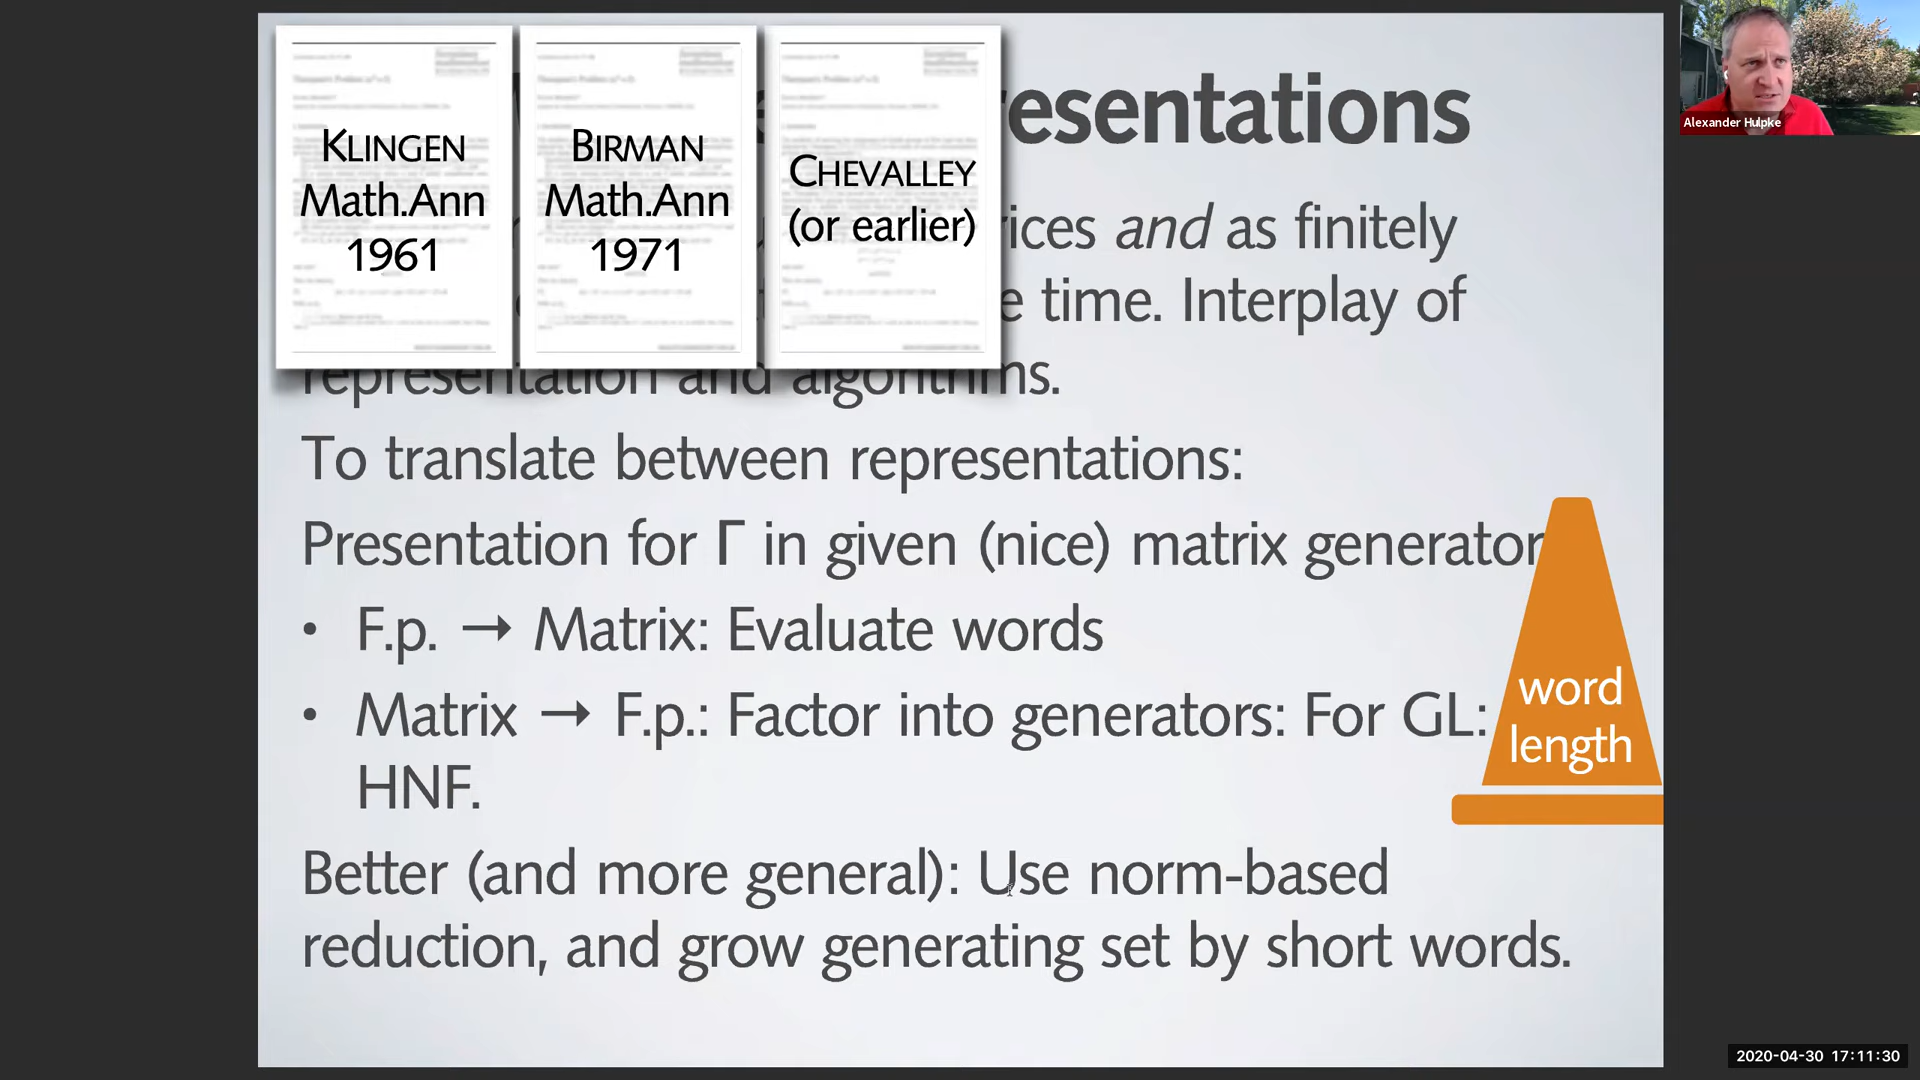 KLINGEN
Math.Ann
1961
BIRMAN
Math.Ann
1971
CHEVALLEY
(or earlier)
esentations
and as finitely
time. Interplay of
representation and algorithms.
To translate between representations:
Presentation for Γ in given (nice) matrix generator
• F.p. → Matrix: Evaluate words
• Matrix → F.p.: Factor into generators: For GL:
HNF.
word
length
Better (and more general): Use norm-based
reduction, and grow generating set by short words.
Alexander Hulpke
2020-04-30 17:11:30